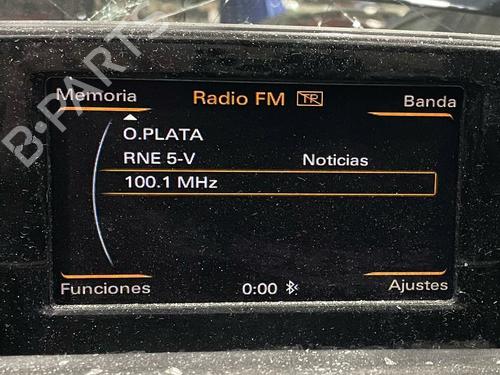 Memoria
Radio FM TP
Banda
O.PLATA
RNE 5-V Noticias
100.1 MHz
Funciones
0:00
Ajustes
B-PARTS